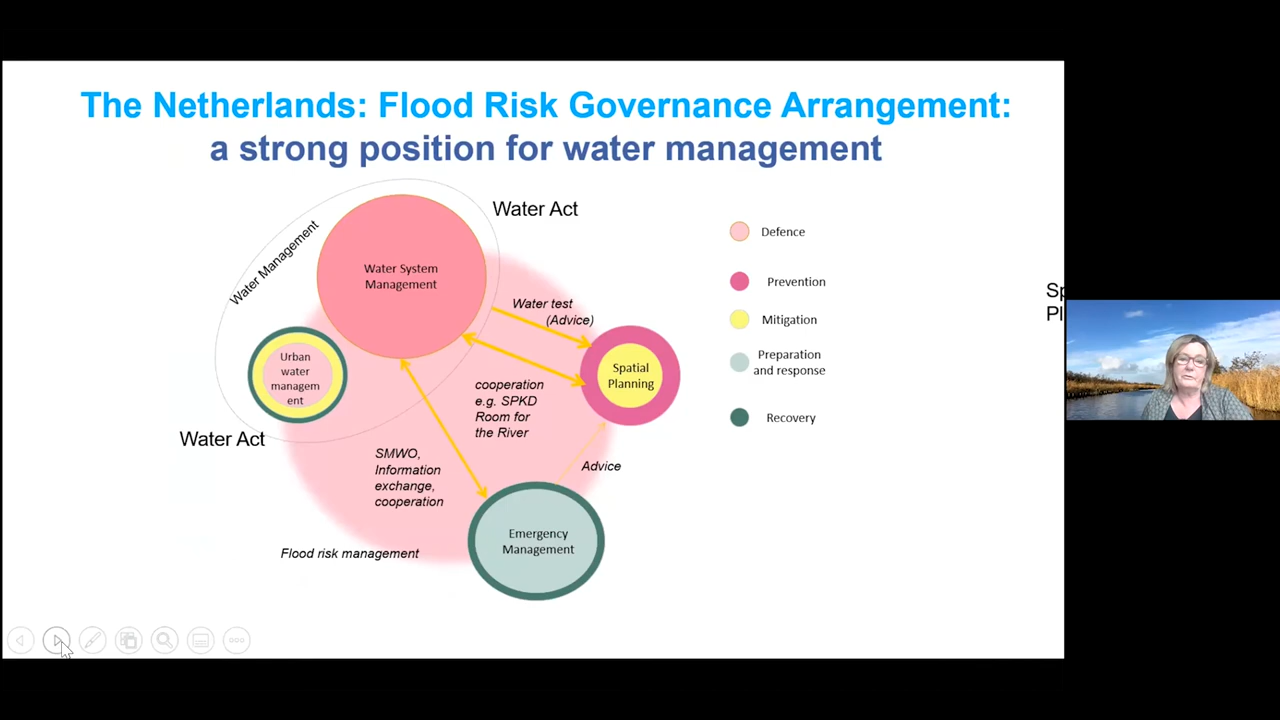 The Netherlands: Flood Risk Governance Arrangement:
a strong position for water management
Water Act
Water Management
Water System
Management
Water test
(Advice)
Urban
water
managem
ent
Spatial
Planning
cooperation
e.g. SPKD
Room for
the River
Water Act
SMWO,
Information
exchange,
cooperation
Advice
Emergency
Management
Flood risk management
Defence
Prevention
Mitigation
Preparation
and response
Recovery
Sp
Pl